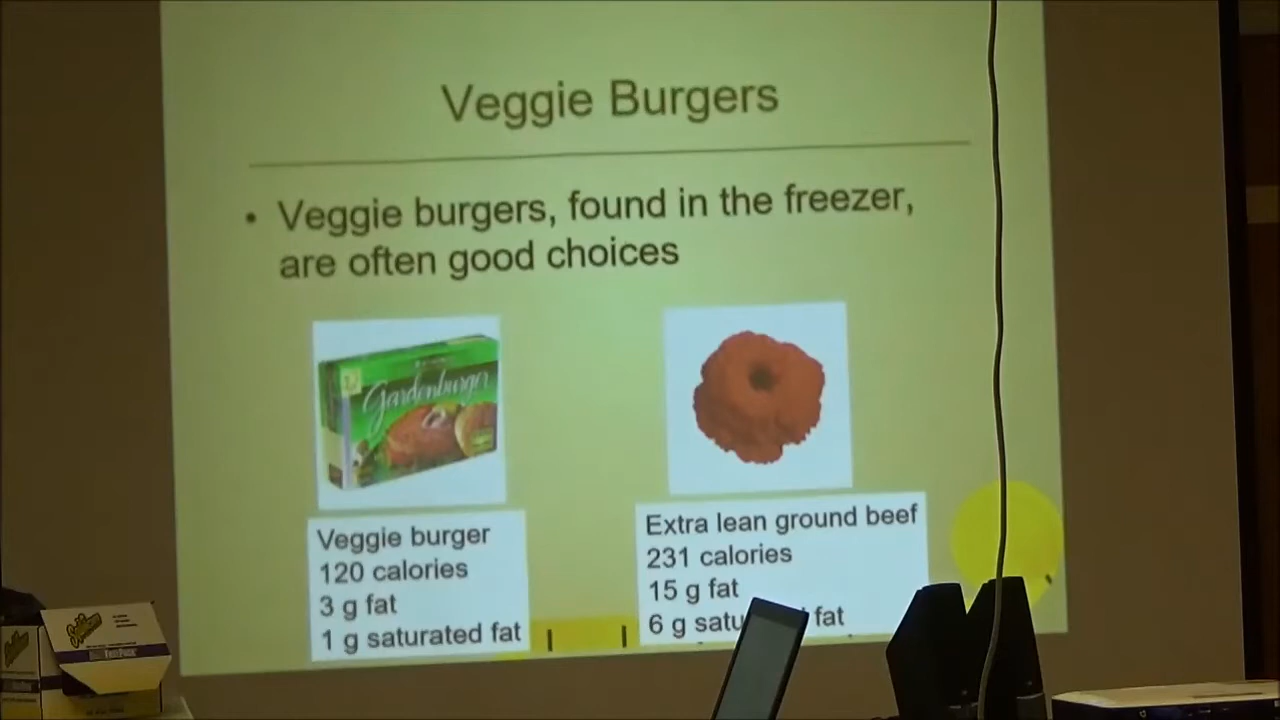 Veggie Burgers
• Veggie burgers, found in the freezer,
are often good choices
Gardenburger
Veggie burger
120 calories
3 g fat
1 g saturated fat
Extra lean ground beef
231 calories
15 g fat
6 g satu fat